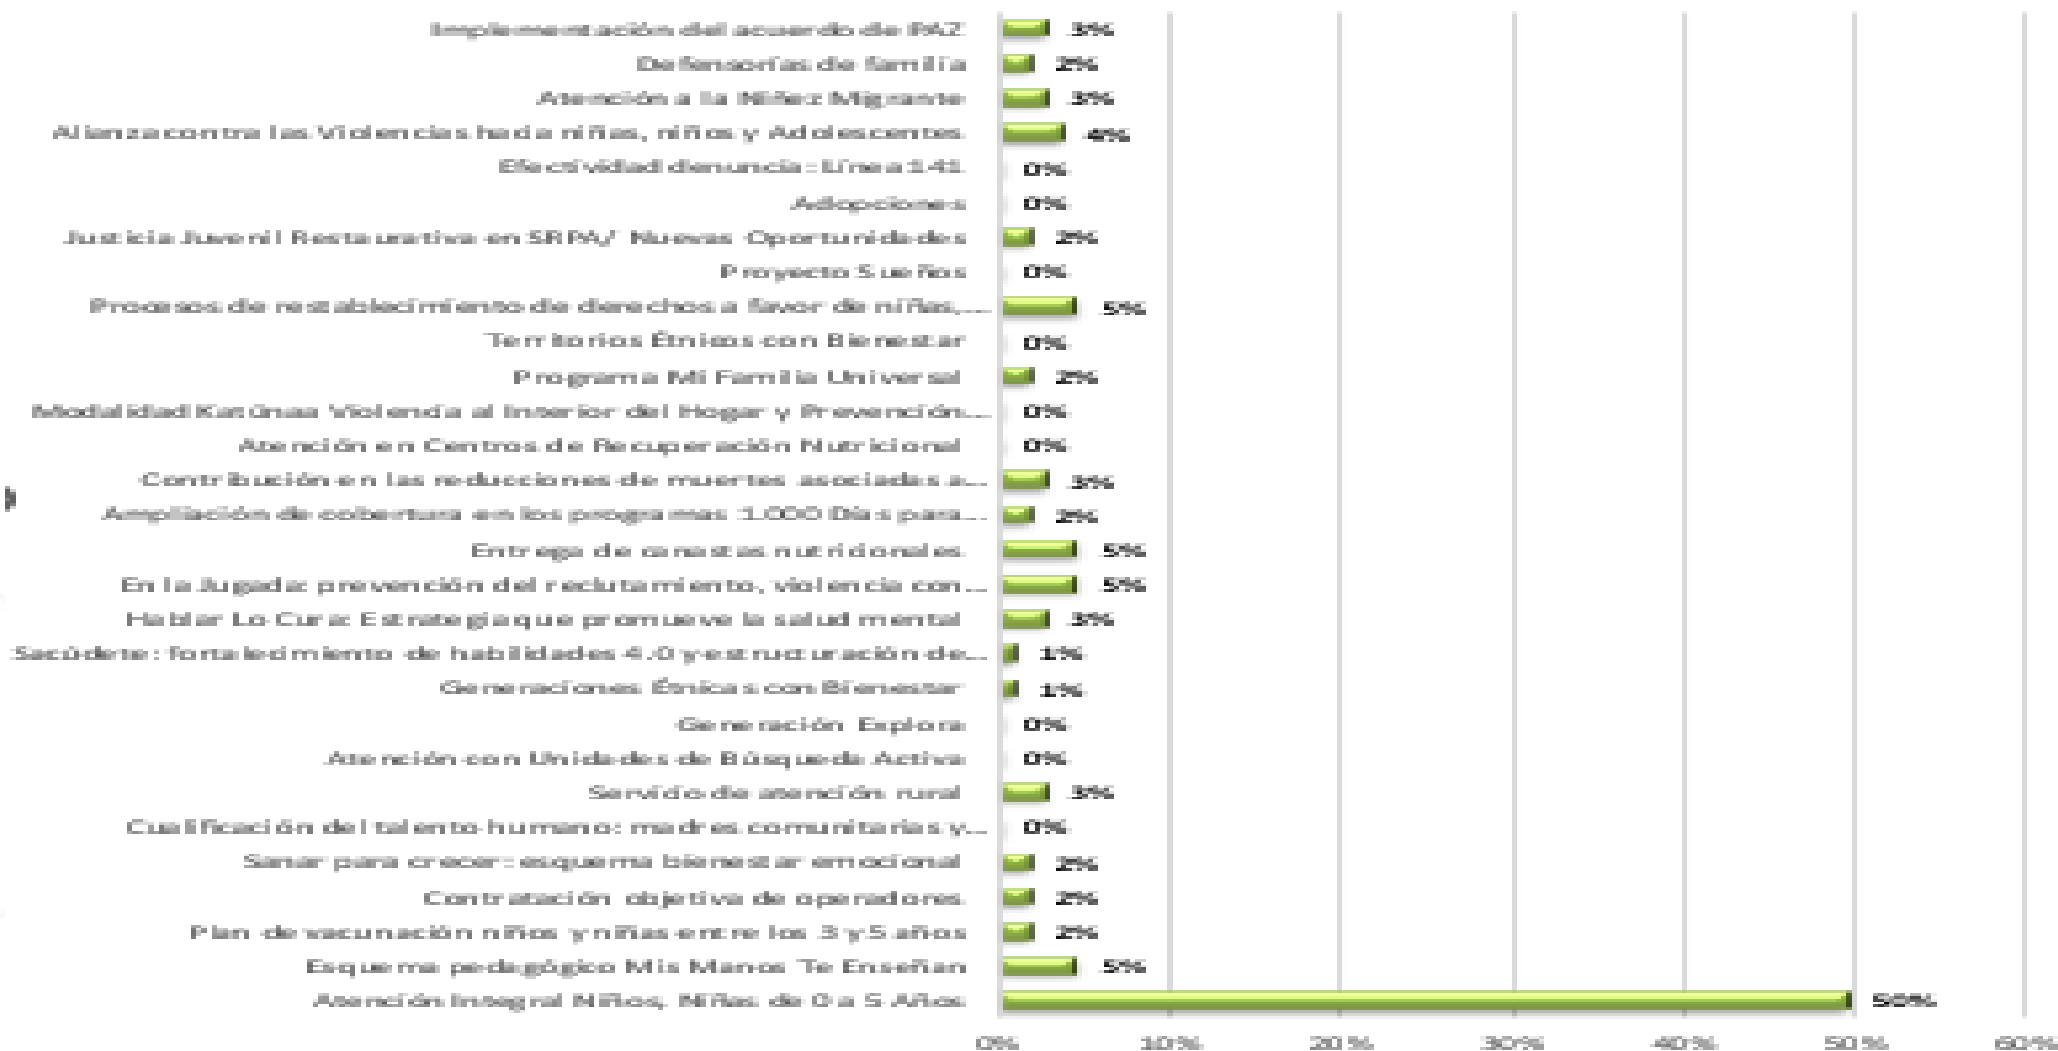 Implementación del acuerdo de PAZ 3%
Defensorías de familia 2%
Atención a la Niñez Migrante 3%
Alianza contra las Violencias hacia niñas, niños y Adolescentes 4%
Efectividad denuncia: Línea 141 0%
Adopciones 0%
Justicia Juvenil Restaurativa en SRPA/ Nuevas Oportunidades 2%
Proyecto Sueños 0%
Procesos de restablecimiento de derechos a favor de niñas,... 5%
Territorios Étnicos con Bienestar 0%
Programa Mi Familia Universal 2%
Modalidad Katünaa Violencia al Interior del Hogar y Prevención... 0%
Atención en Centros de Recuperación Nutricional 0%
Contribución en las reducciones de muertes asociadas a... 3%
Ampliación de cobertura en los programas 1.000 Días para... 2%
Entrega de canastas nutricionales 5%
En la Jugada: prevención del reclutamiento, violencia con... 5%
Hablar Lo Cura: Estrategia que promueve la salud mental 3%
Sacúdete: fortalecimiento de habilidades 4.0 y estructuración de... 1%
Generaciones Étnicas con Bienestar 1%
Generación Explora 0%
Atención con Unidades de Búsqueda Activa 0%
Servicio de atención rural 3%
Cualificación del talento humano: madres comunitarias y... 0%
Sanar para crecer: esquema bienestar emocional 2%
Contratación objetiva de operadores 2%
Plan de vacunación niños y niñas entre los 3 y 5 años 2%
Esquema pedagógico Mis Manos Te Enseñan 5%
Atención Integral Niños, Niñas de 0 a 5 Años 50%
0% 10% 20% 30% 40% 50% 60%